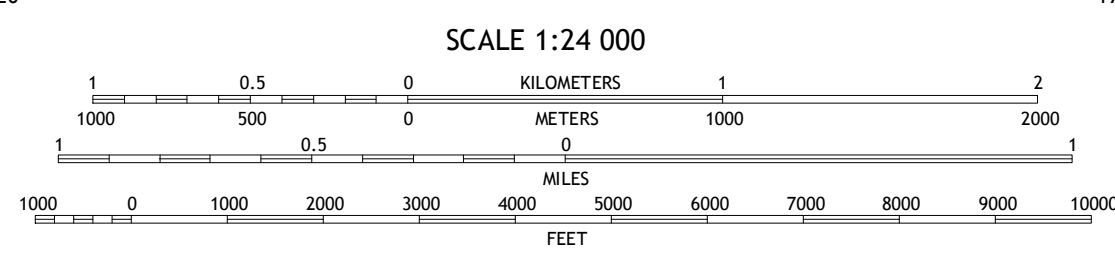 SCALE 1:24 000
1 0.5 0 KILOMETERS 1 2
1000 500 0 METERS 1000 2000
1 0.5 0 1
MILES
1000 0 1000 2000 3000 4000 5000 6000 7000 8000 9000 10000
FEET